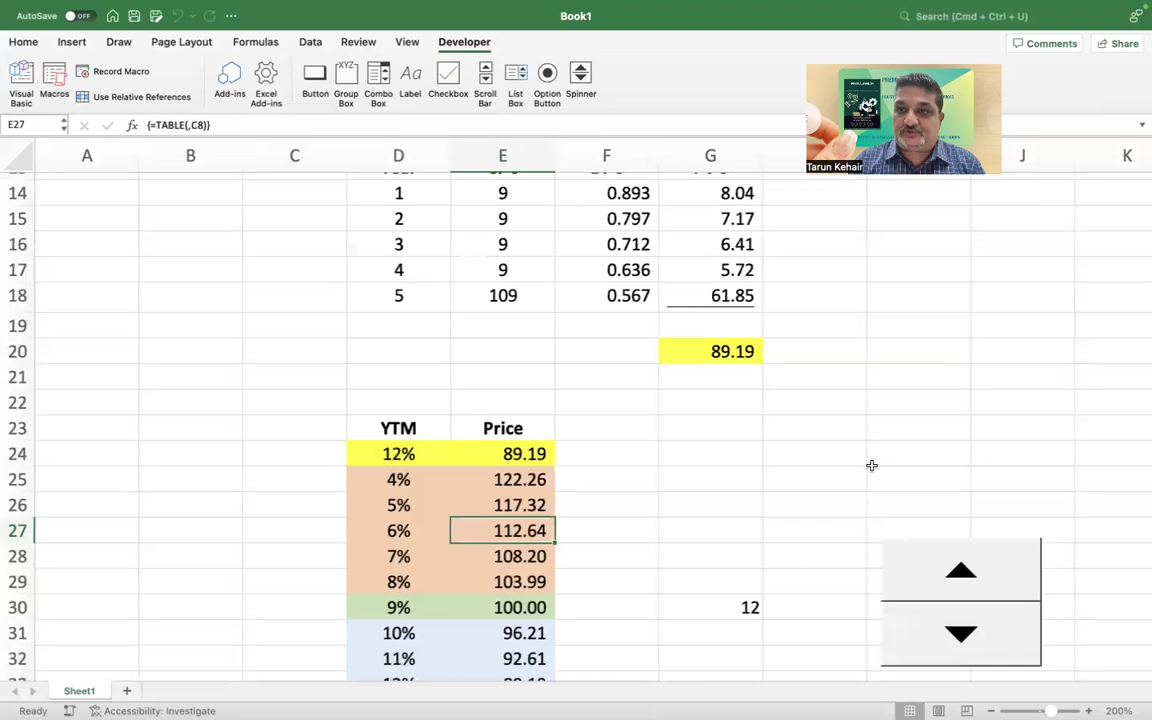 AutoSave OFF ... Book1 Search (Cmd + Ctrl + U)
Home Insert Draw Page Layout Formulas Data Review View Developer Comments Share
Visual Basic Macros Record Macro Use Relative References Add-ins Excel Add-ins Button Group Box Combo Box Label Checkbox Scroll Bar List Box Option Button Spinner
Tarun Kehair
E27 fx {=TABLE(,C8)}
A B C D E F G J K
14 1 9 0.893 8.04
15 2 9 0.797 7.17
16 3 9 0.712 6.41
17 4 9 0.636 5.72
18 5 109 0.567 61.85
19
20 89.19
21
22
23 YTM Price
24 12% 89.19
25 4% 122.26
26 5% 117.32
27 6% 112.64
28 7% 108.20
29 8% 103.99
30 9% 100.00 12
31 10% 96.21
32 11% 92.61
Sheet1
Ready Accessibility: Investigate 200%